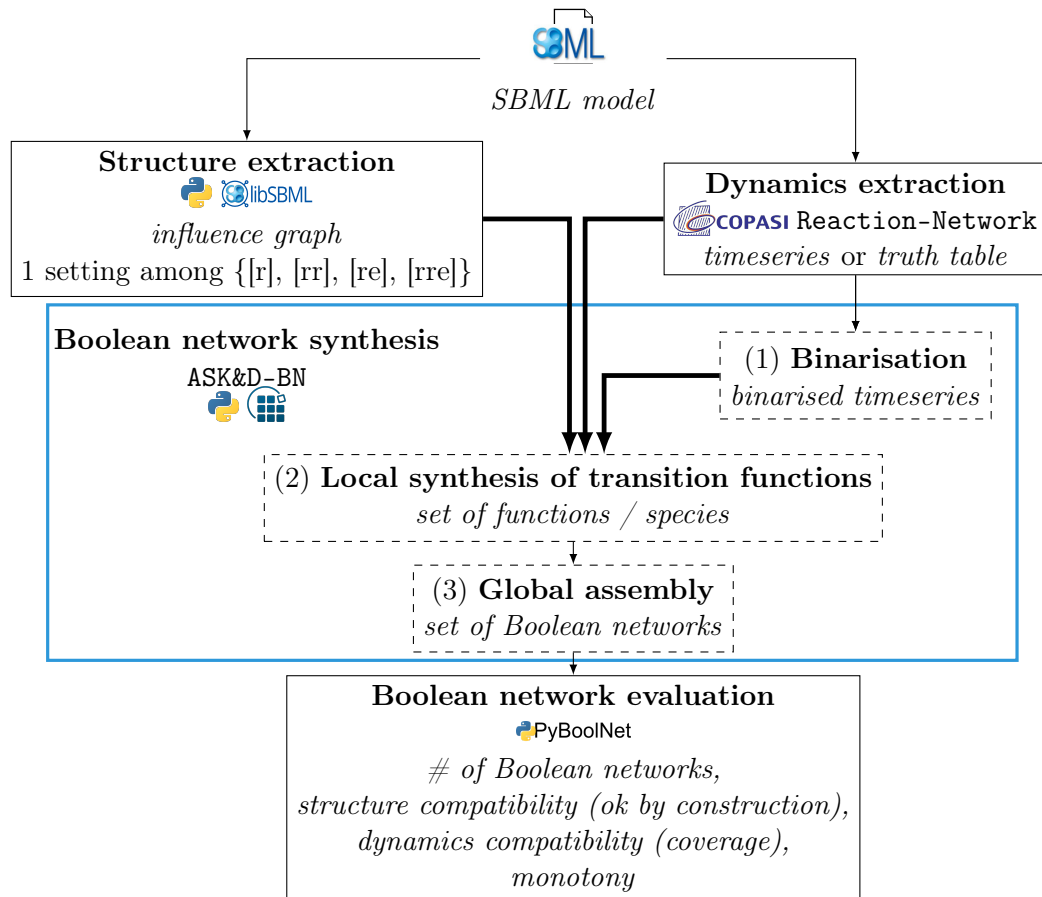 SBML
SBML model
Structure extraction
libSBML
influence graph
1 setting among {[r], [rr], [re], [rre]}
Dynamics extraction
COPASI Reaction-Network
timeseries or truth table
Boolean network synthesis
ASK&D-BN
(1) Binarisation
binarised timeseries
(2) Local synthesis of transition functions
set of functions / species
(3) Global assembly
set of Boolean networks
Boolean network evaluation
PyBoolNet
# of Boolean networks,
structure compatibility (ok by construction),
dynamics compatibility (coverage),
monotony